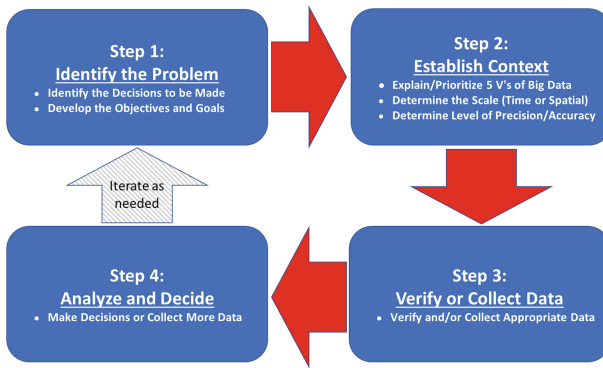 Step 1:
Identify the Problem
• Identify the Decisions to be Made
• Develop the Objectives and Goals
Step 2:
Establish Context
• Explain/Prioritize 5 V's of Big Data
• Determine the Scale (Time or Spatial)
• Determine Level of Precision/Accuracy
Step 3:
Verify or Collect Data
• Verify and/or Collect Appropriate Data
Step 4:
Analyze and Decide
• Make Decisions or Collect More Data
Iterate as
needed